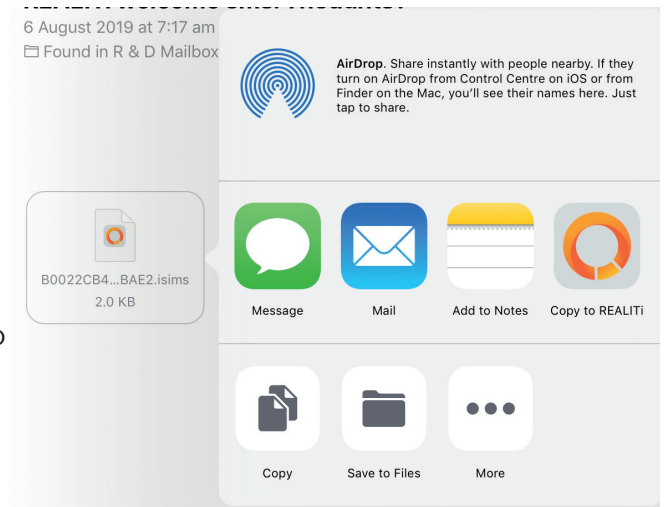 6 August 2019 at 7:17 am
Found in R & D Mailbox
AirDrop. Share instantly with people nearby. If they
turn on AirDrop from Control Centre on iOS or from
Finder on the Mac, you'll see their names here. Just
tap to share.
B0022CB4...BAE2.isims
2.0 KB
Message
Mail
Add to Notes
Copy to REALITi
Copy
Save to Files
More